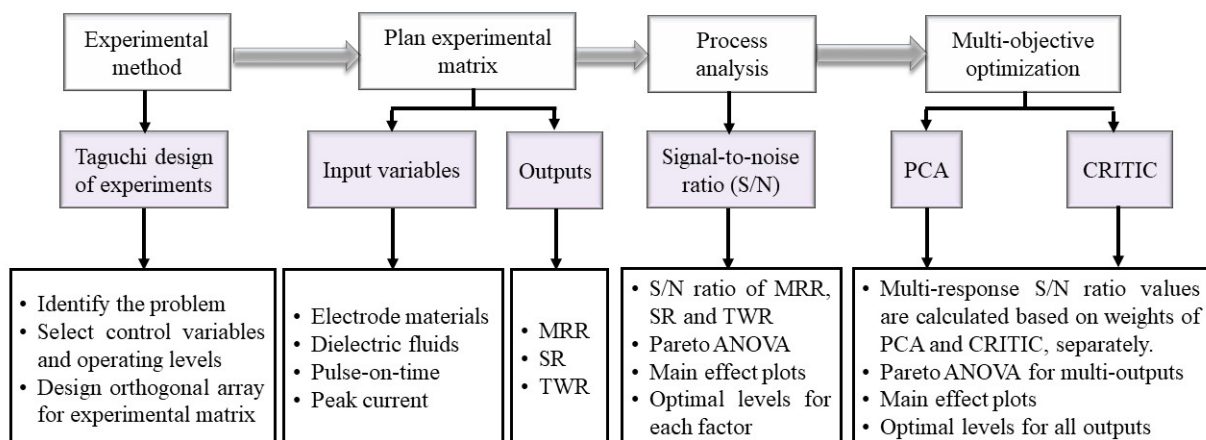 Experimental
method
Plan experimental
matrix
Process
analysis
Multi-objective
optimization
Taguchi design
of experiments
Input variables
Outputs
Signal-to-noise
ratio (S/N)
PCA
CRITIC
• Identify the problem
• Select control variables
and operating levels
• Design orthogonal array
for experimental matrix
• Electrode materials
• Dielectric fluids
• Pulse-on-time
• Peak current
• MRR
• SR
• TWR
• S/N ratio of MRR,
SR and TWR
• Pareto ANOVA
• Main effect plots
• Optimal levels for
each factor
• Multi-response S/N ratio values
are calculated based on weights of
PCA and CRITIC, separately.
• Pareto ANOVA for multi-outputs
• Main effect plots
• Optimal levels for all outputs